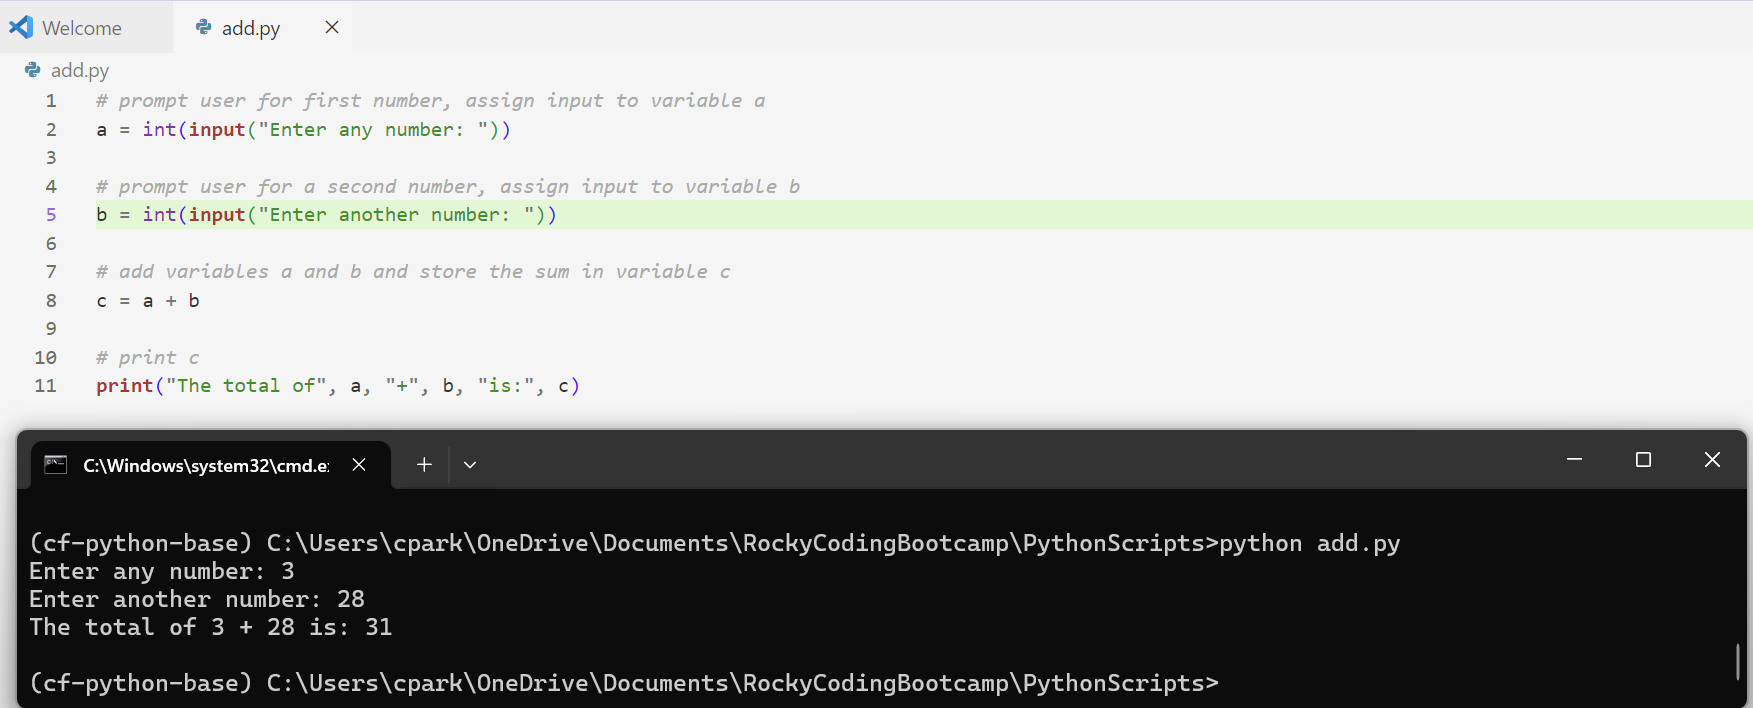 Welcome
add.py
add.py
1 # prompt user for first number, assign input to variable a
2 a = int(input("Enter any number: "))
3
4 # prompt user for a second number, assign input to variable b
5 b = int(input("Enter another number: "))
6
7 # add variables a and b and store the sum in variable c
8 c = a + b
9
10 # print c
11 print("The total of", a, "+", b, "is:", c)
C:\Windows\system32\cmd.e
(cf-python-base) C:\Users\cpark\OneDrive\Documents\RockyCodingBootcamp\PythonScripts>python add.py
Enter any number: 3
Enter another number: 28
The total of 3 + 28 is: 31
(cf-python-base) C:\Users\cpark\OneDrive\Documents\RockyCodingBootcamp\PythonScripts>